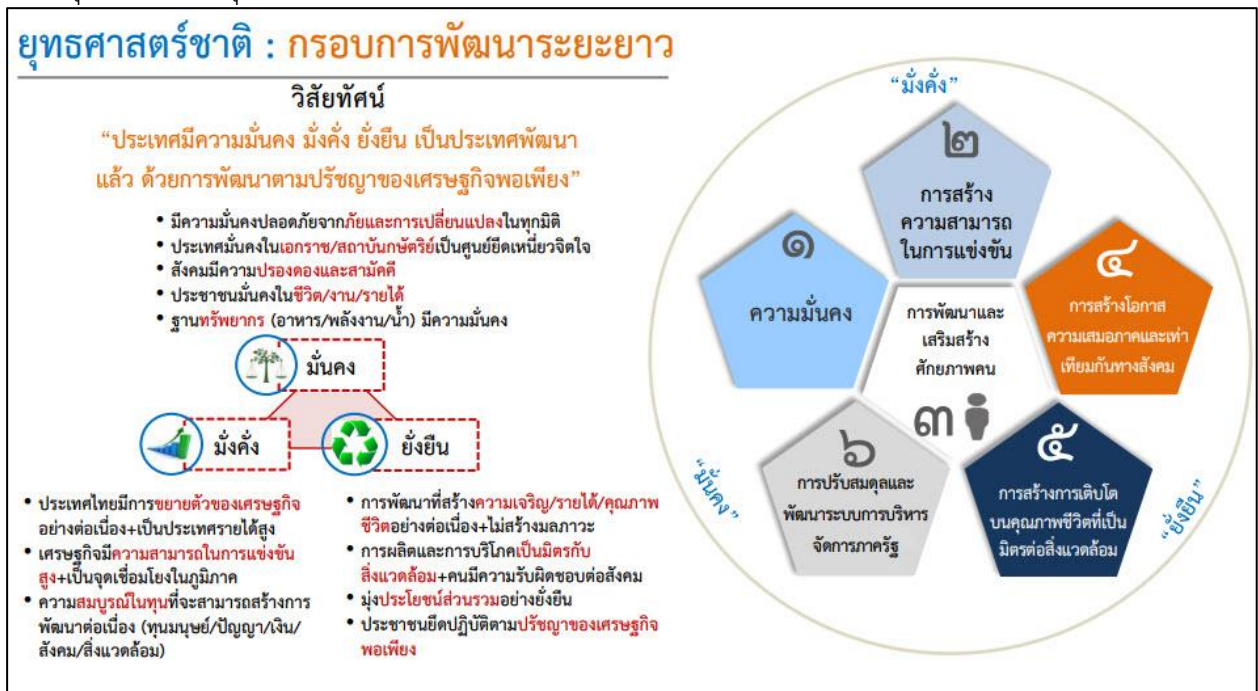 ยุทธศาสตร์ชาติ : กรอบการพัฒนาระยะยาว
วิสัยทัศน์
“ประเทศมีความมั่นคง มั่งคั่ง ยั่งยืน เป็นประเทศพัฒนา
แล้ว ด้วยการพัฒนาตามปรัชญาของเศรษฐกิจพอเพียง”
• มีความมั่นคงปลอดภัยจากภัยและการเปลี่ยนแปลงในทุกมิติ
• ประเทศมั่นคงในเอกราช/สถาบันกษัตริย์เป็นศูนย์ยึดเหนี่ยวจิตใจ
• สังคมมีความปรองดองและสามัคคี
• ประชาชนมั่นคงในชีวิต/งาน/รายได้
• ฐานทรัพยากร (อาหาร/พลังงาน/น้ำ) มีความมั่นคง
มั่นคง
มั่งคั่ง
ยั่งยืน
• ประเทศไทยมีการขยายตัวของเศรษฐกิจ
อย่างต่อเนื่อง+เป็นประเทศรายได้สูง
• เศรษฐกิจมีความสามารถในการแข่งขัน
สูง+เป็นจุดเชื่อมโยงในภูมิภาค
• ความสมบูรณ์ในทุนที่จะสามารถสร้างการ
พัฒนาต่อเนื่อง (ทุนมนุษย์/ปัญญา/เงิน/
สังคม/สิ่งแวดล้อม)
• การพัฒนาที่สร้างความเจริญ/รายได้/คุณภาพ
ชีวิตอย่างต่อเนื่อง+ไม่สร้างมลภาวะ
• การผลิตและการบริโภคเป็นมิตรกับ
สิ่งแวดล้อม+คนมีความรับผิดชอบต่อสังคม
• มุ่งประโยชน์ส่วนรวมอย่างยั่งยืน
• ประชาชนยึดปฏิบัติตามปรัชญาของเศรษฐกิจ
พอเพียง
“มั่งคั่ง”
๒
การสร้าง
ความสามารถ
ในการแข่งขัน
๑
ความมั่นคง
๔
การสร้างโอกาส
ความเสมอภาคและเท่า
เทียมกันทางสังคม
การพัฒนาและ
เสริมสร้าง
ศักยภาพคน
๓
๖
การปรับสมดุลและ
พัฒนาระบบการบริหาร
จัดการภาครัฐ
๕
การสร้างการเติบโต
บนคุณภาพชีวิตที่เป็น
มิตรต่อสิ่งแวดล้อม
“มั่นคง”
“ยั่งยืน”